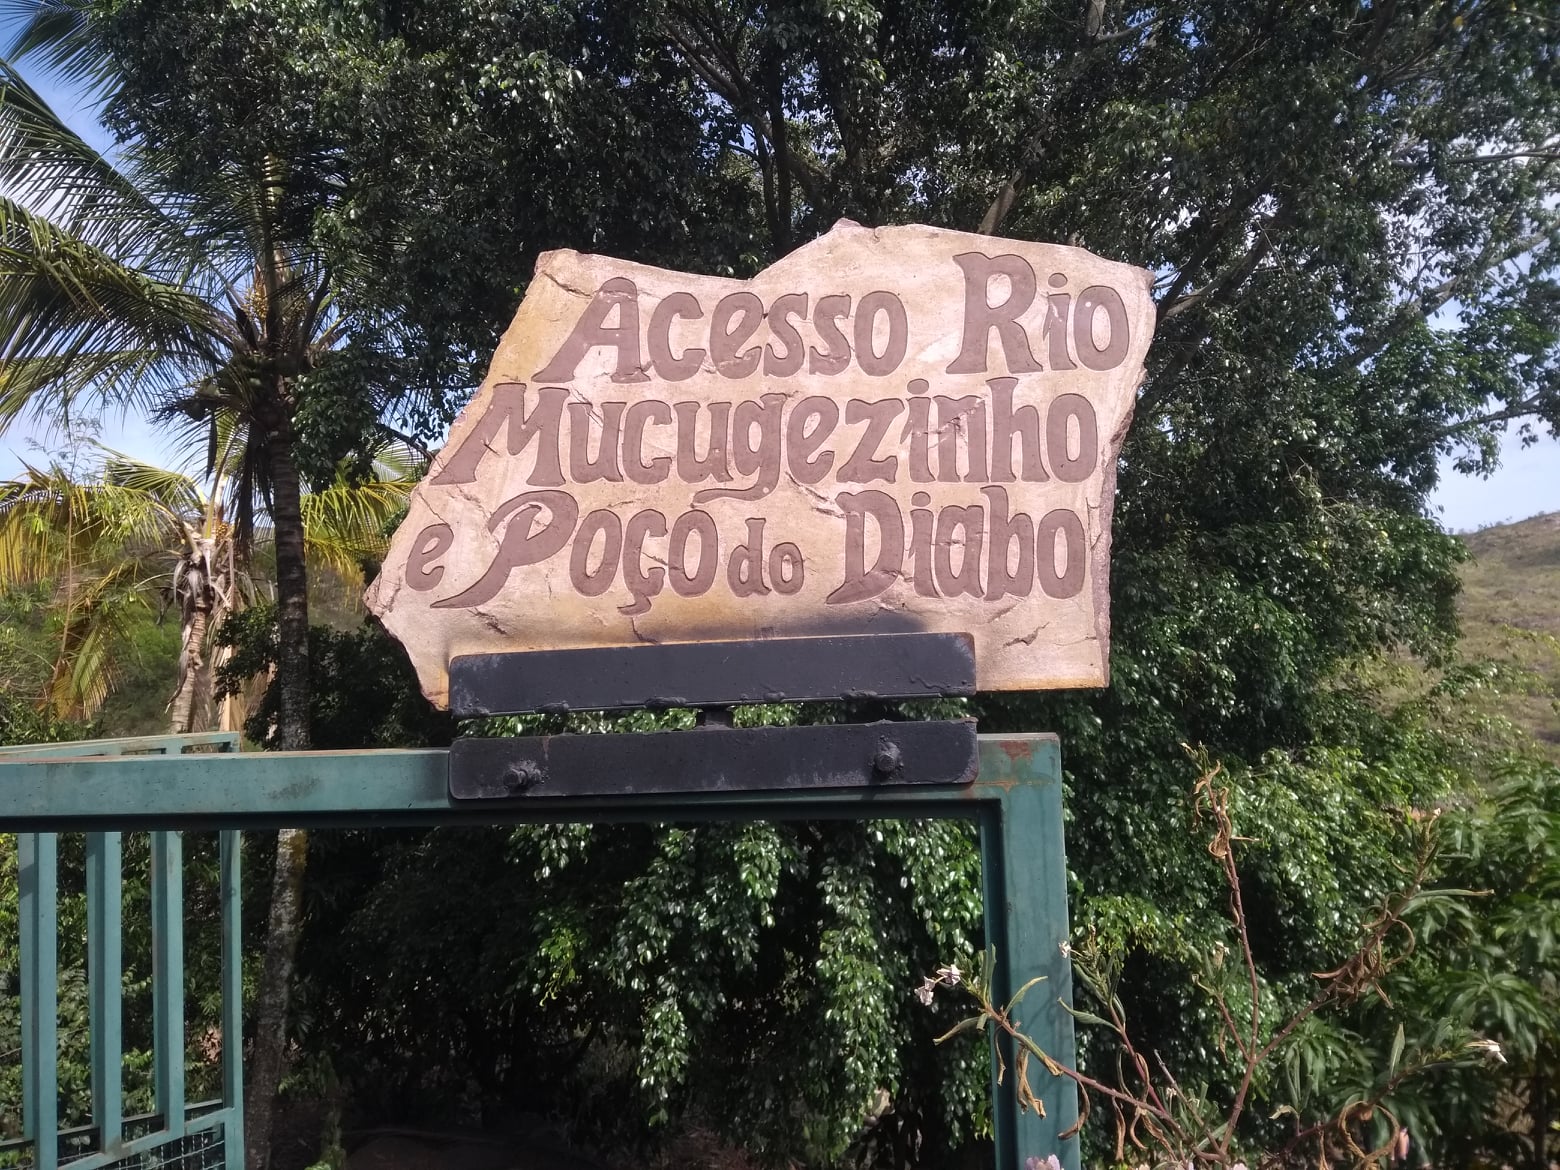 Acesso Rio
Mucugezinho
e Poço do Diabo